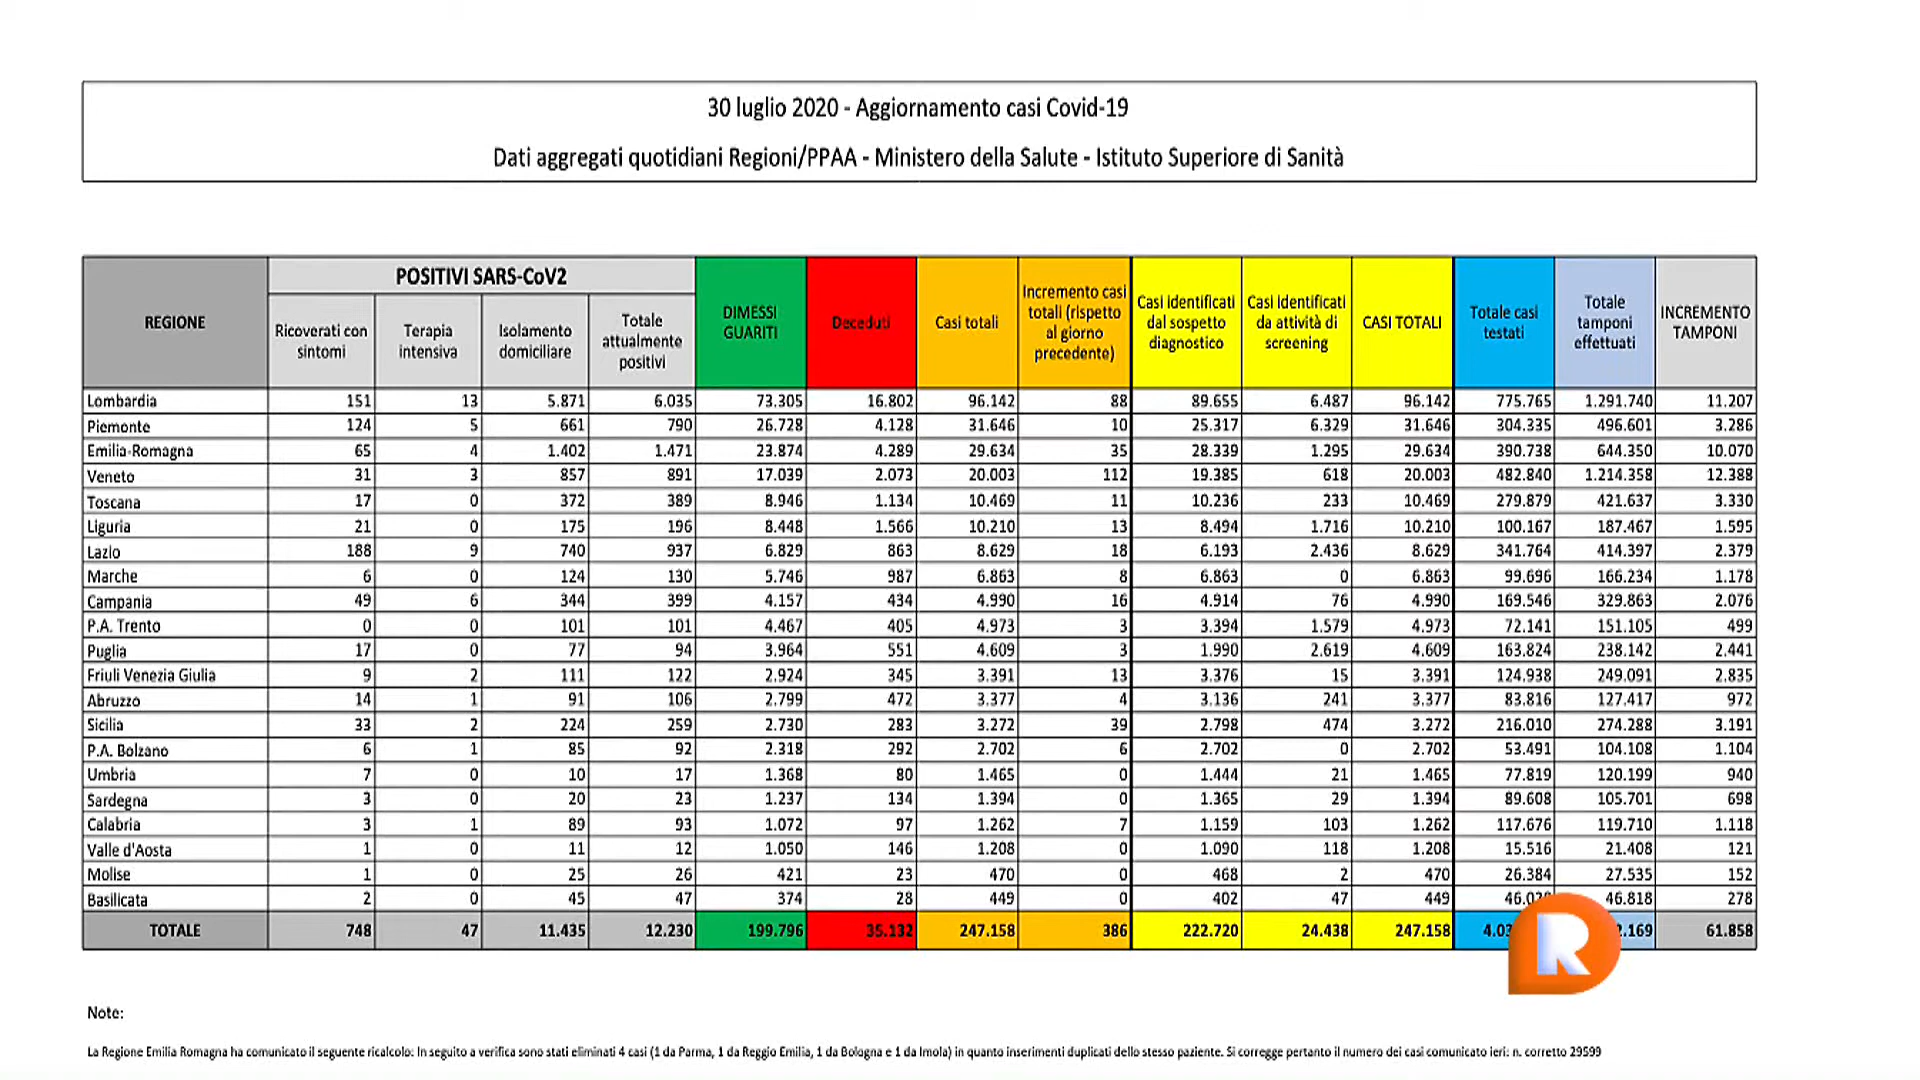 30 luglio 2020 - Aggiornamento casi Covid-19
Dati aggregati quotidiani Regioni/PPAA - Ministero della Salute - Istituto Superiore di Sanità
REGIONE
POSITIVI SARS-CoV2
Ricoverati con sintomi
Terapia intensiva
Isolamento domiciliare
Totale attualmente positivi
DIMESSI GUARITI
Deceduti
Casi totali
Incremento casi totali (rispetto al giorno precedente)
Casi identificati dal sospetto diagnostico
Casi identificati da attività di screening
CASI TOTALI
Totale casi testati
Totale tamponi effettuati
INCREMENTO TAMPONI
Lombardia 151 13 5.871 6.035 73.305 16.802 96.142 88 89.655 6.487 96.142 775.765 1.291.740 11.207
Piemonte 124 5 661 790 26.728 4.128 31.646 10 25.317 6.329 31.646 304.335 496.601 3.286
Emilia-Romagna 65 4 1.402 1.471 23.874 4.289 29.634 35 28.339 1.295 29.634 390.738 644.350 10.070
Veneto 31 3 857 891 17.039 2.073 20.003 112 19.385 618 20.003 482.840 1.214.358 12.388
Toscana 17 0 372 389 8.946 1.134 10.469 11 10.236 233 10.469 279.879 421.637 3.330
Liguria 21 0 175 196 8.448 1.566 10.210 13 8.494 1.716 10.210 100.167 187.467 1.595
Lazio 188 9 740 937 6.829 863 8.629 18 6.193 2.436 8.629 341.764 414.397 2.379
Marche 6 0 124 130 5.746 987 6.863 8 6.863 0 6.863 99.696 166.234 1.178
Campania 49 6 344 399 4.157 434 4.990 16 4.914 76 4.990 169.546 329.863 2.076
P.A. Trento 0 0 101 101 4.467 405 4.973 3 3.394 1.579 4.973 72.141 151.105 499
Puglia 17 0 77 94 3.964 551 4.609 3 1.990 2.619 4.609 163.824 238.142 2.441
Friuli Venezia Giulia 9 2 111 122 2.924 345 3.391 13 3.376 15 3.391 124.938 249.091 2.835
Abruzzo 14 1 91 106 2.799 472 3.377 4 3.136 241 3.377 83.816 127.417 972
Sicilia 33 2 224 259 2.730 283 3.272 39 2.798 474 3.272 216.010 274.288 3.191
P.A. Bolzano 6 1 85 92 2.318 292 2.702 6 2.702 0 2.702 53.491 104.108 1.104
Umbria 7 0 10 17 1.368 80 1.465 0 1.444 21 1.465 77.819 120.199 940
Sardegna 3 0 20 23 1.237 134 1.394 0 1.365 29 1.394 89.608 105.701 698
Calabria 3 1 89 93 1.072 97 1.262 7 1.159 103 1.262 117.676 119.710 1.118
Valle d'Aosta 1 0 11 12 1.050 146 1.208 0 1.090 118 1.208 15.516 21.408 121
Molise 1 0 25 26 421 23 470 0 468 2 470 26.384 27.535 152
Basilicata 2 0 45 47 374 28 449 0 402 47 449 46.818 278
TOTALE 748 47 11.435 12.230 199.796 35.132 247.158 386 222.720 24.438 247.158 61.858
R
Note:
La Regione Emilia Romagna ha comunicato il seguente ricalcolo: In seguito a verifica sono stati eliminati 4 casi (1 da Parma, 1 da Reggio Emilia, 1 da Bologna e 1 da Imola) in quanto inserimenti duplicati dello stesso paziente. Si corregge pertanto il numero dei casi comunicato ieri: n. corretto 29599